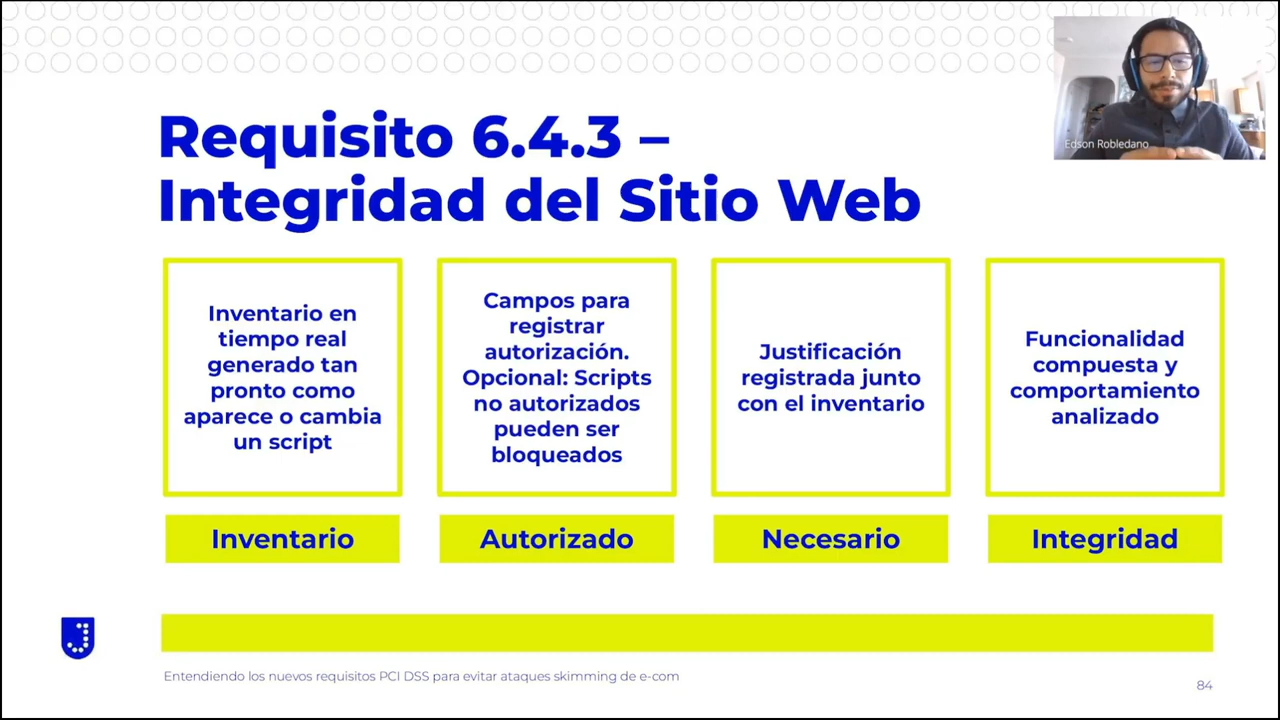 Edson Robledano
Requisito 6.4.3 –
Integridad del Sitio Web
Inventario en
tiempo real
generado tan
pronto como
aparece o cambia
un script
Inventario
Campos para
registrar
autorización.
Opcional: Scripts
no autorizados
pueden ser
bloqueados
Autorizado
Justificación
registrada junto
con el inventario
Necesario
Funcionalidad
compuesta y
comportamiento
analizado
Integridad
Entendiendo los nuevos requisitos PCI DSS para evitar ataques skimming de e-com
84